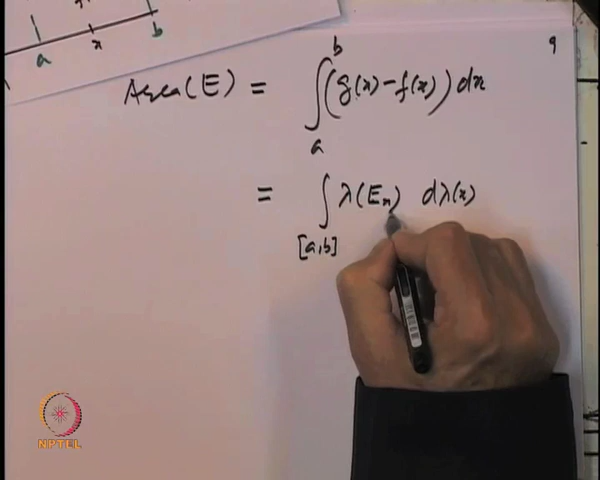 a x b
9
Area(E) = ∫_a^b (g(x) - f(x)) dx
= ∫_[a,b] λ(E_x) dλ(x)
NPTEL